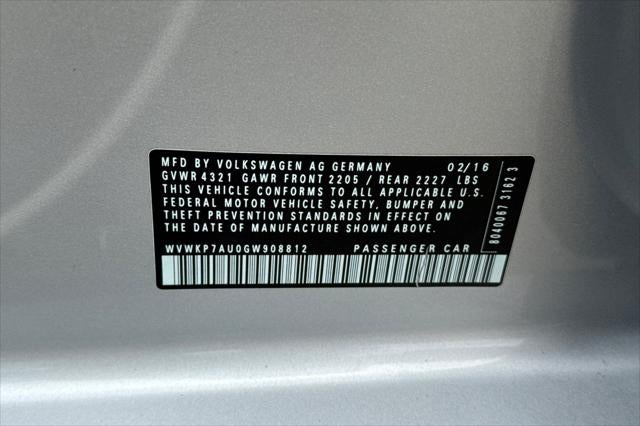 MFD BY VOLKSWAGEN AG GERMANY 02/16
GVWR 4321 GAWR FRONT 2205 / REAR 2227 LBS
THIS VEHICLE CONFORMS TO ALL APPLICABLE U.S.
FEDERAL MOTOR VEHICLE SAFETY, BUMPER AND
THEFT PREVENTION STANDARDS IN EFFECT ON
THE DATE OF MANUFACTURE SHOWN ABOVE.
WVWKP7AU0GW908812 PASSENGER CAR
8040067 3162 3